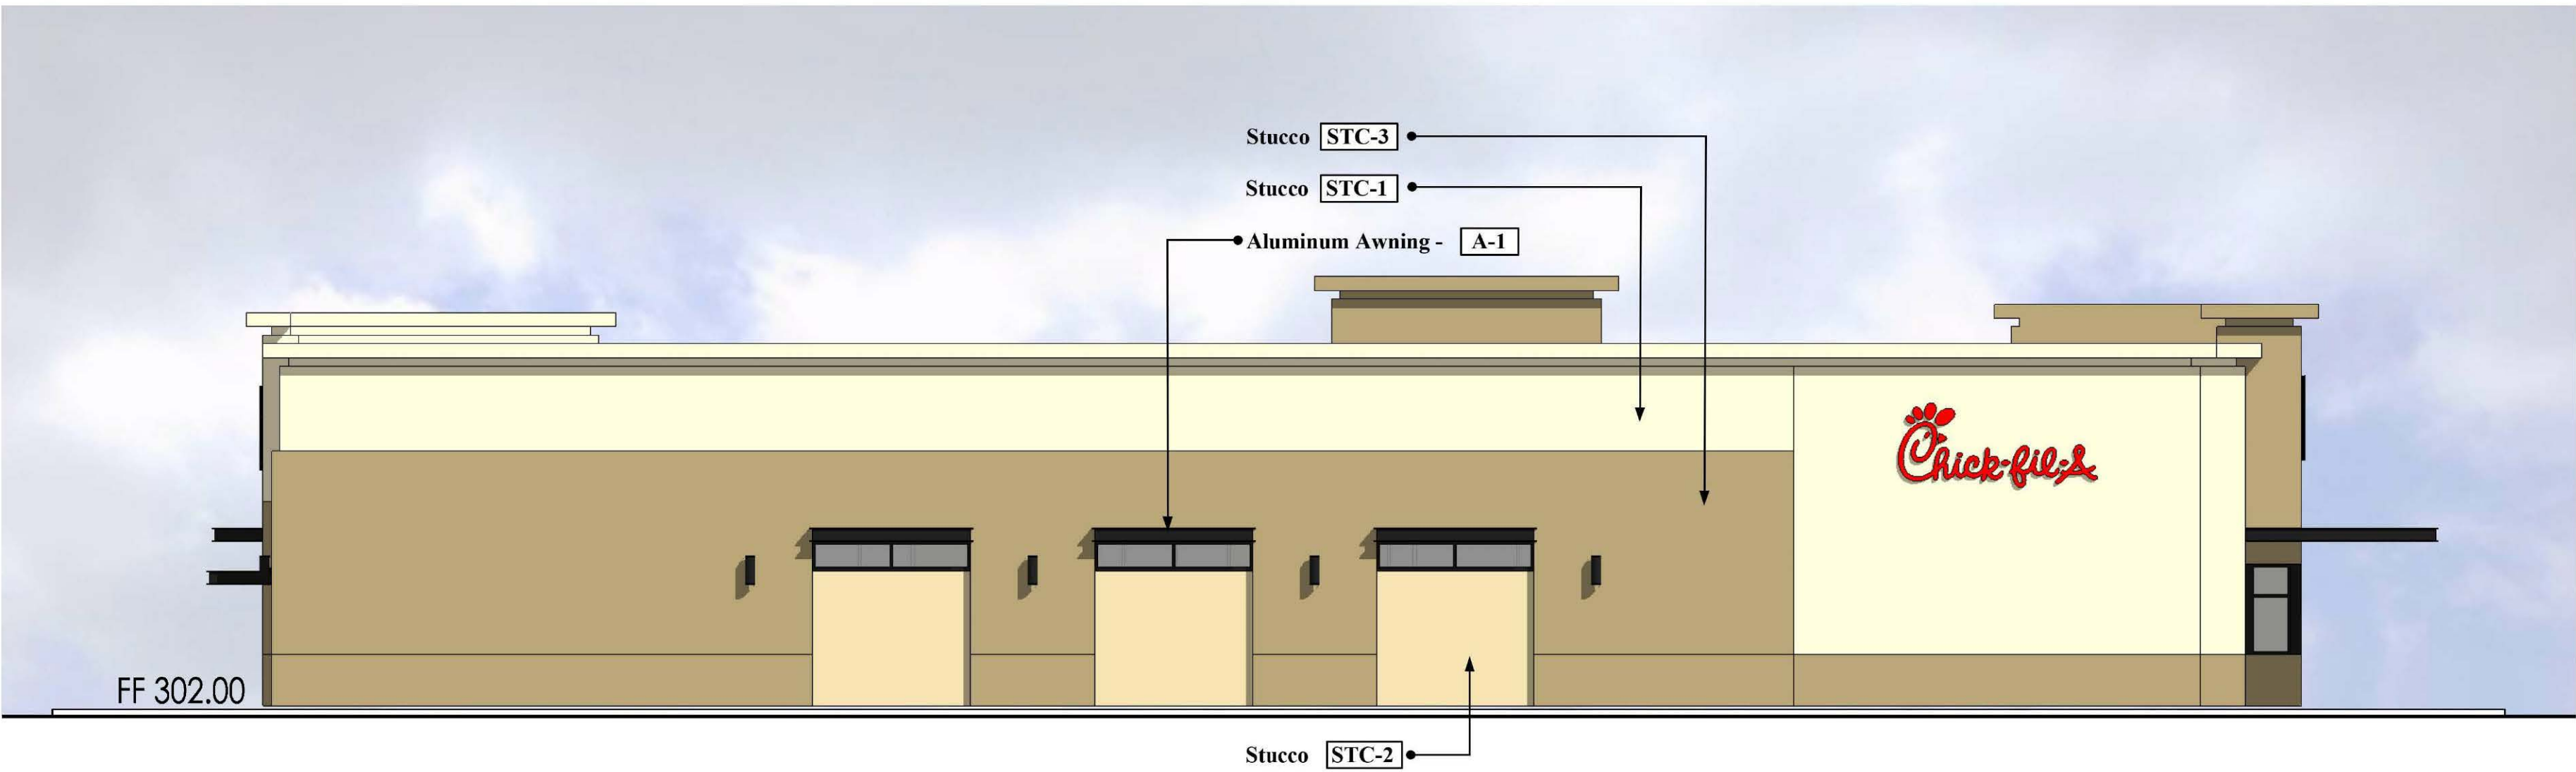 Stucco STC-3
Stucco STC-1
Aluminum Awning - A-1
Chick-fil-A
FF 302.00
Stucco STC-2